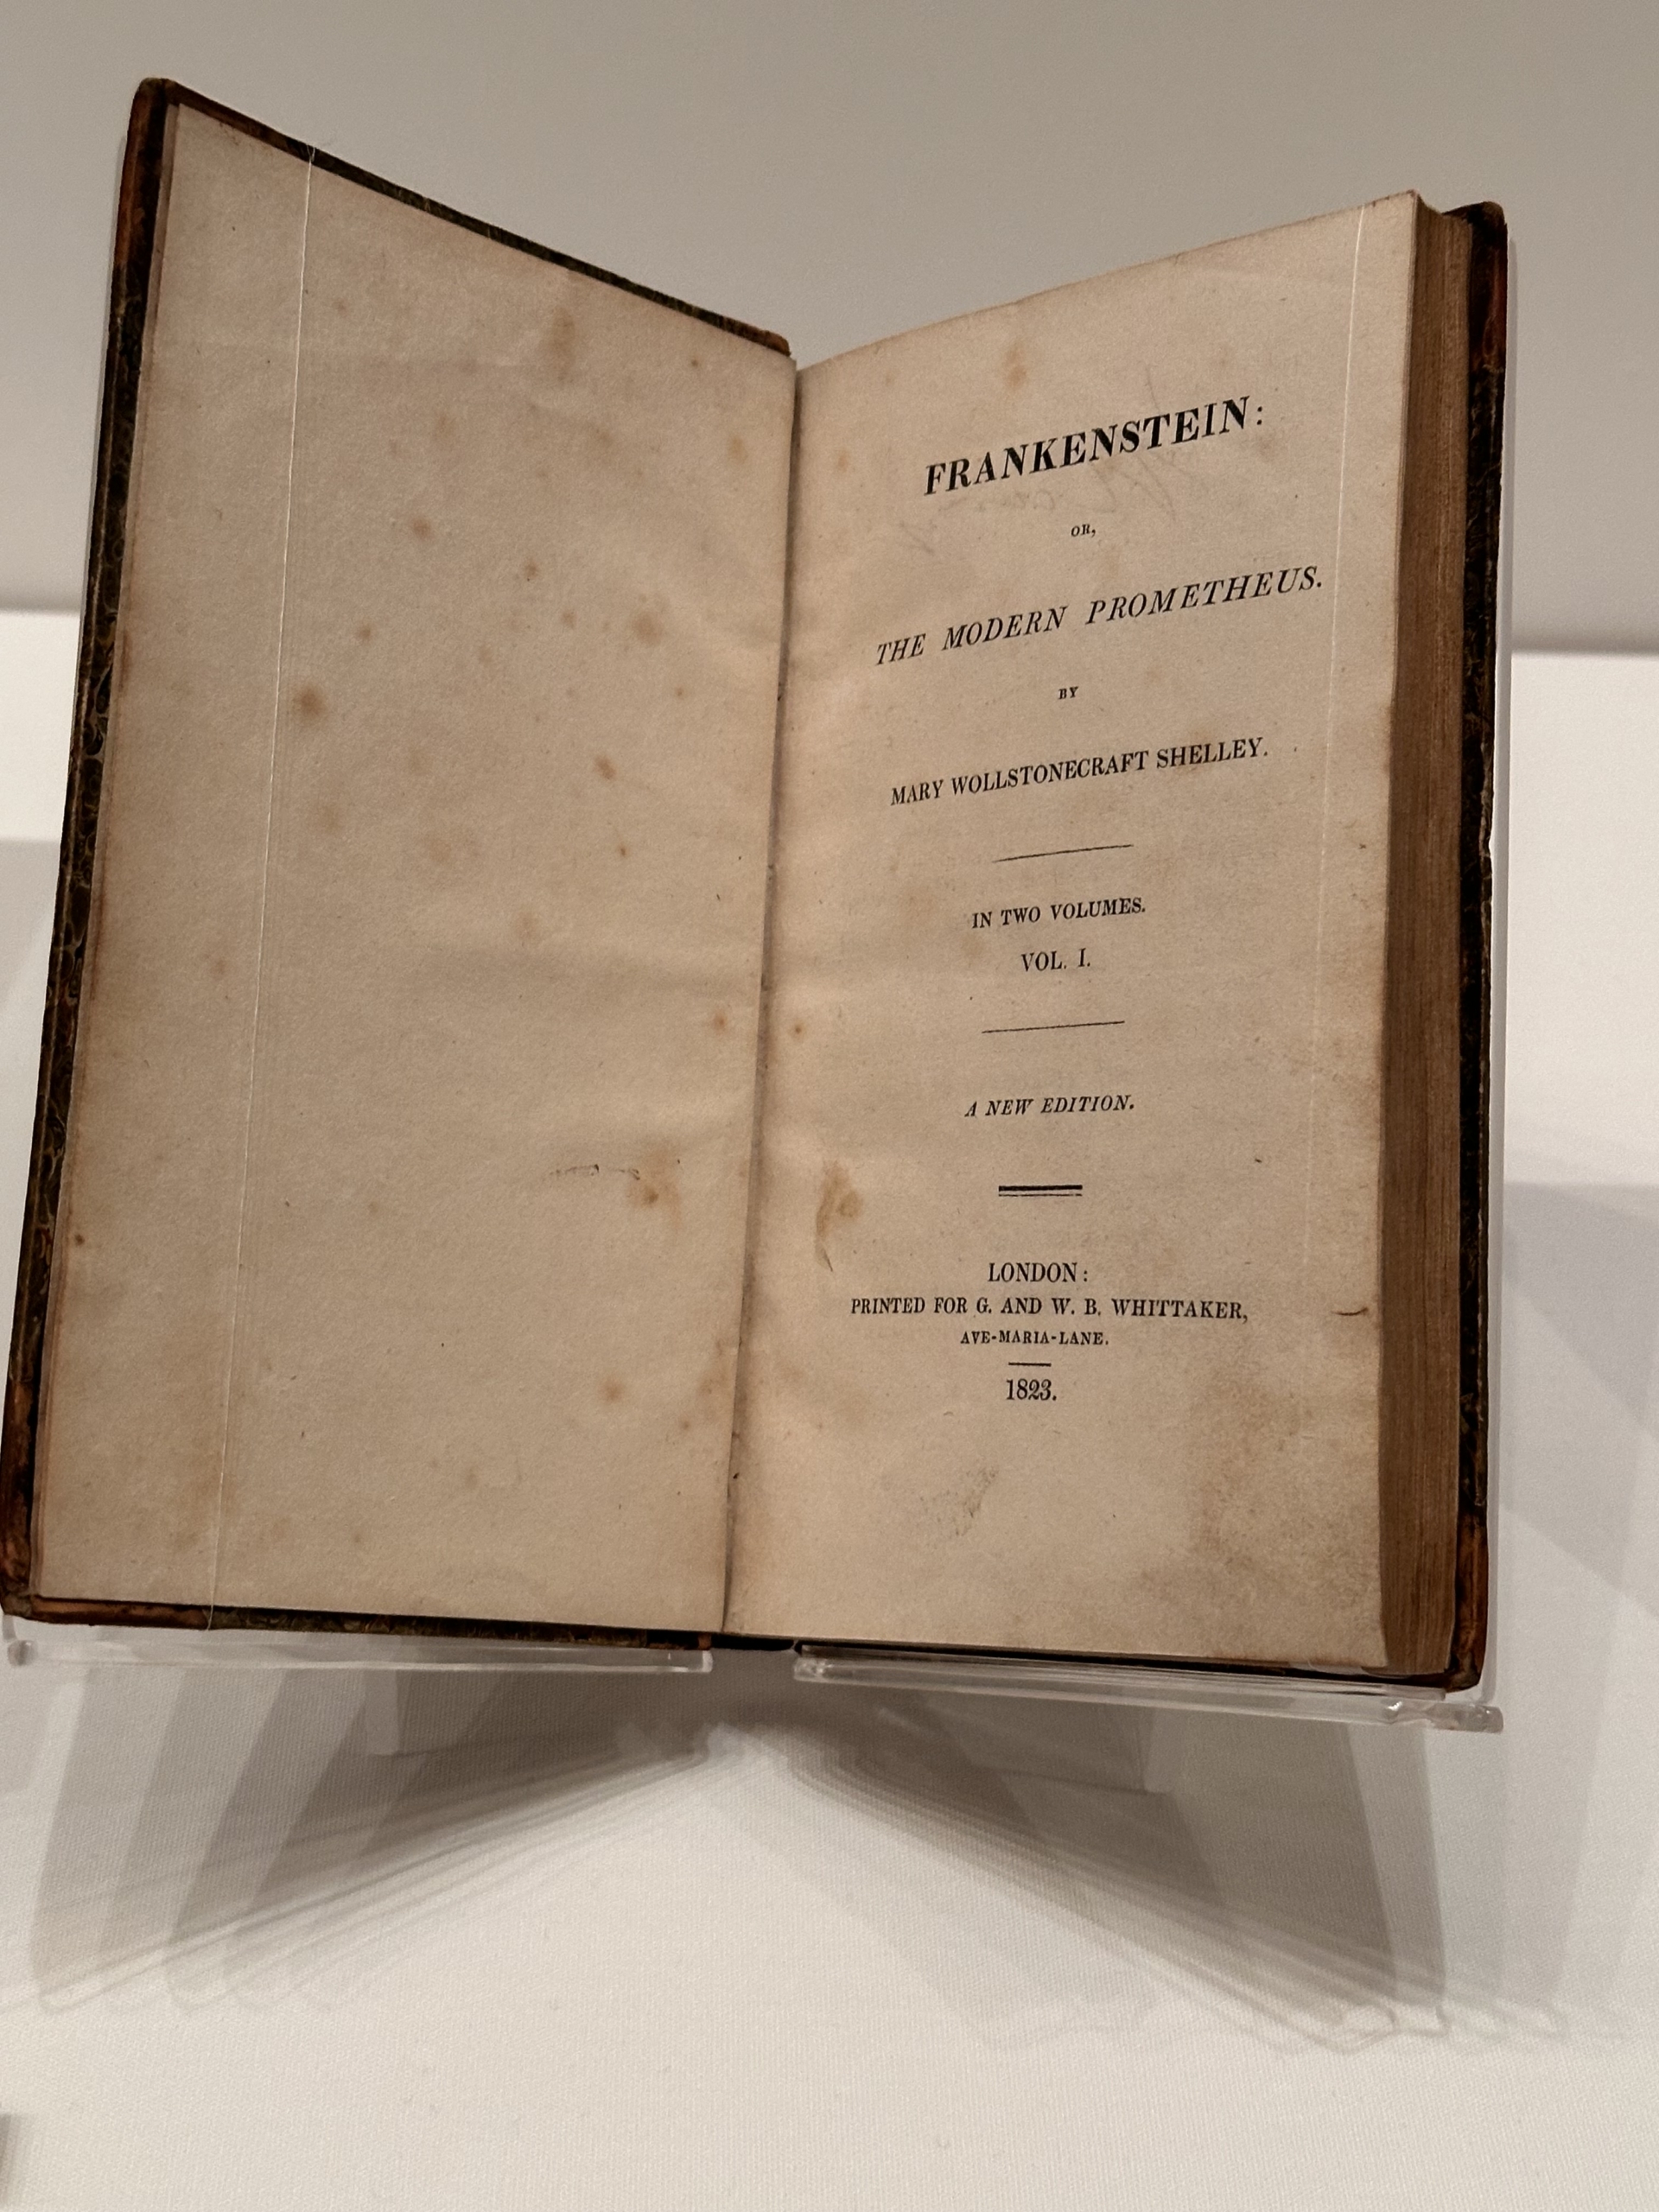 FRANKENSTEIN:
OR,
THE MODERN PROMETHEUS.
BY
MARY WOLLSTONECRAFT SHELLEY.
IN TWO VOLUMES.
VOL. I.
A NEW EDITION.
LONDON:
PRINTED FOR G. AND W. B. WHITTAKER,
AVE-MARIA-LANE.
1823.